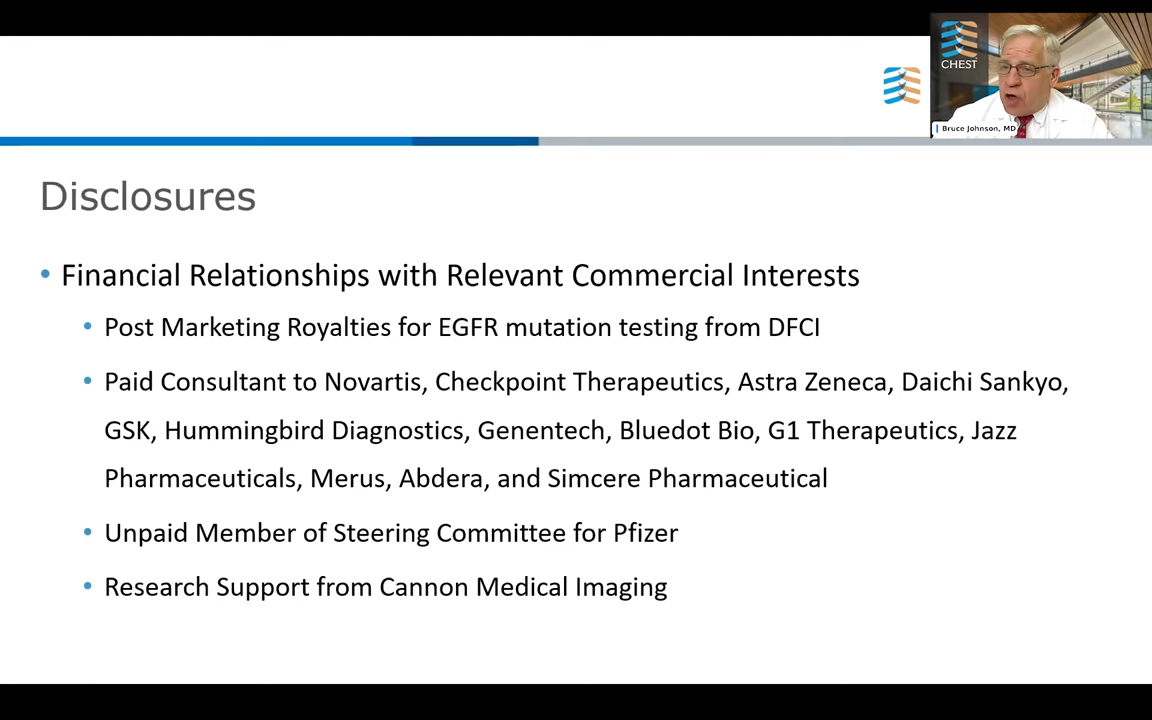 CHEST
Bruce Johnson, MD
Disclosures
• Financial Relationships with Relevant Commercial Interests
• Post Marketing Royalties for EGFR mutation testing from DFCI
• Paid Consultant to Novartis, Checkpoint Therapeutics, Astra Zeneca, Daichi Sankyo,
GSK, Hummingbird Diagnostics, Genentech, Bluedot Bio, G1 Therapeutics, Jazz
Pharmaceuticals, Merus, Abdera, and Simcere Pharmaceutical
• Unpaid Member of Steering Committee for Pfizer
• Research Support from Cannon Medical Imaging